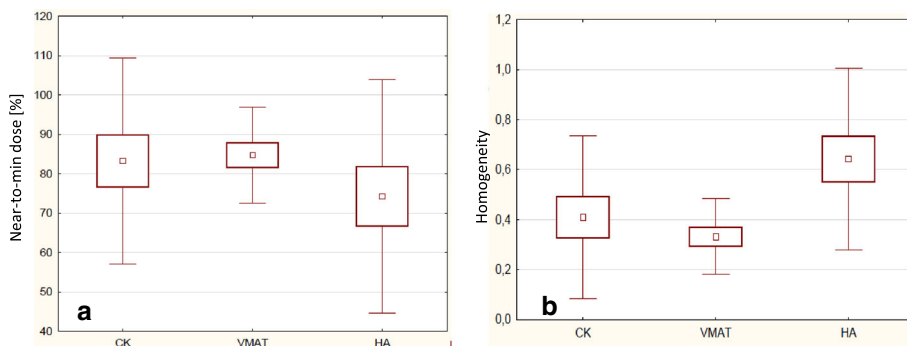 Near-to-min dose [%]
120
110
100
90
80
70
60
50
40
a
CK VMAT HA
Homogeneity
1,2
1,0
0,8
0,6
0,4
0,2
0,0
b
CK VMAT HA